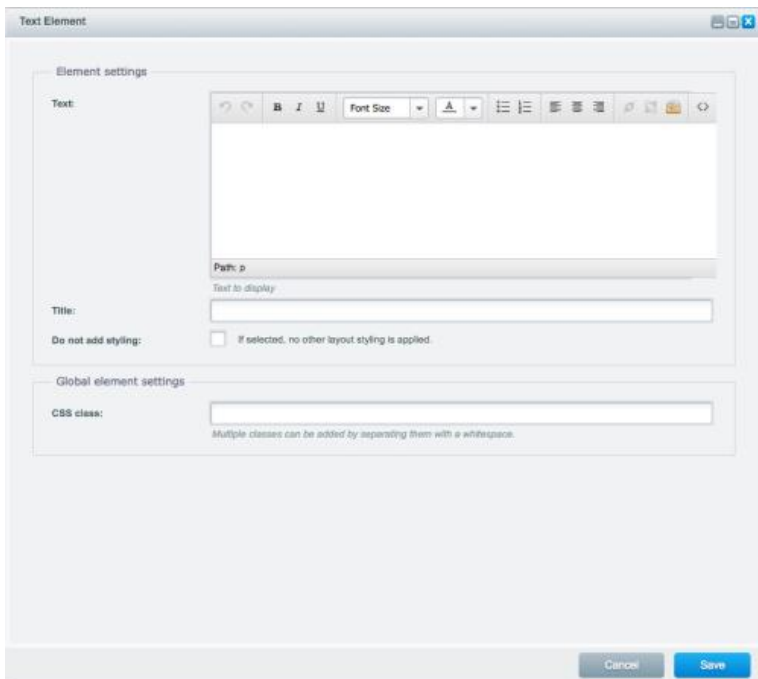 Text Element
Element settings
Text:
B I U Font Size A
Path: p
Text to display
Title:
Do not add styling: If selected, no other layout styling is applied.
Global element settings
CSS class:
Multiple classes can be added by separating them with a whitespace.
Cancel Save